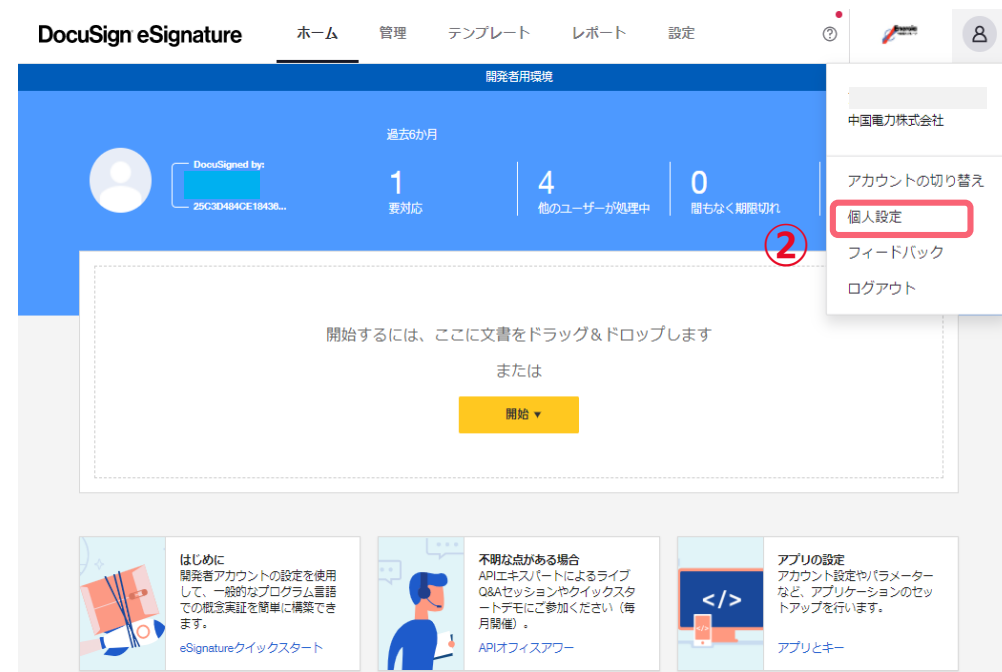 DocuSign eSignature
ホーム
管理
テンプレート
レポート
設定
開発者用環境
中国電力株式会社
アカウントの切り替え
個人設定
フィードバック
ログアウト
②
過去6か月
DocuSigned by:
25C3D484CE18436...
1
要対応
4
他のユーザーが処理中
0
間もなく期限切れ
開始するには、ここに文書をドラッグ＆ドロップします
または
開始 ▼
はじめに
開発者アカウントの設定を使用
して、一般的なプログラム言語
での概念実証を簡単に構築でき
ます。
eSignatureクイックスタート
不明な点がある場合
APIエキスパートによるライブ
Q&Aセッションやクイックスタ
ートデモにご参加ください（毎
月開催）。
APIオフィスアワー
</>
</>
アプリの設定
アカウント設定やパラメーター
など、アプリケーションのセッ
トアップを行います。
アプリとキー